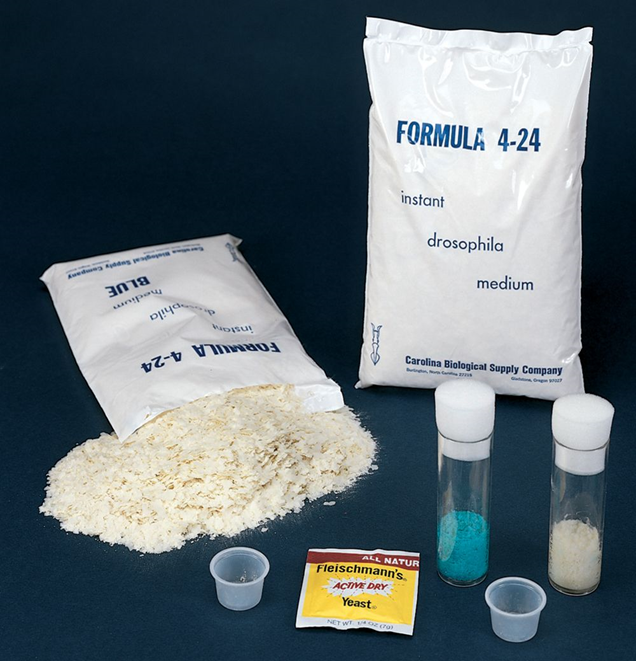 FORMULA 4-24
instant
drosophila
medium
Carolina Biological Supply Company
Burlington, North Carolina 27215
Gladstone, Oregon 97027
FORMULA 4-24
instant
drosophila
medium
BLUE
Carolina Biological Supply Company
ALL NATUR
Fleischmann's
ACTIVE DRY
Yeast
NET WT. 1/4 OZ (7g)